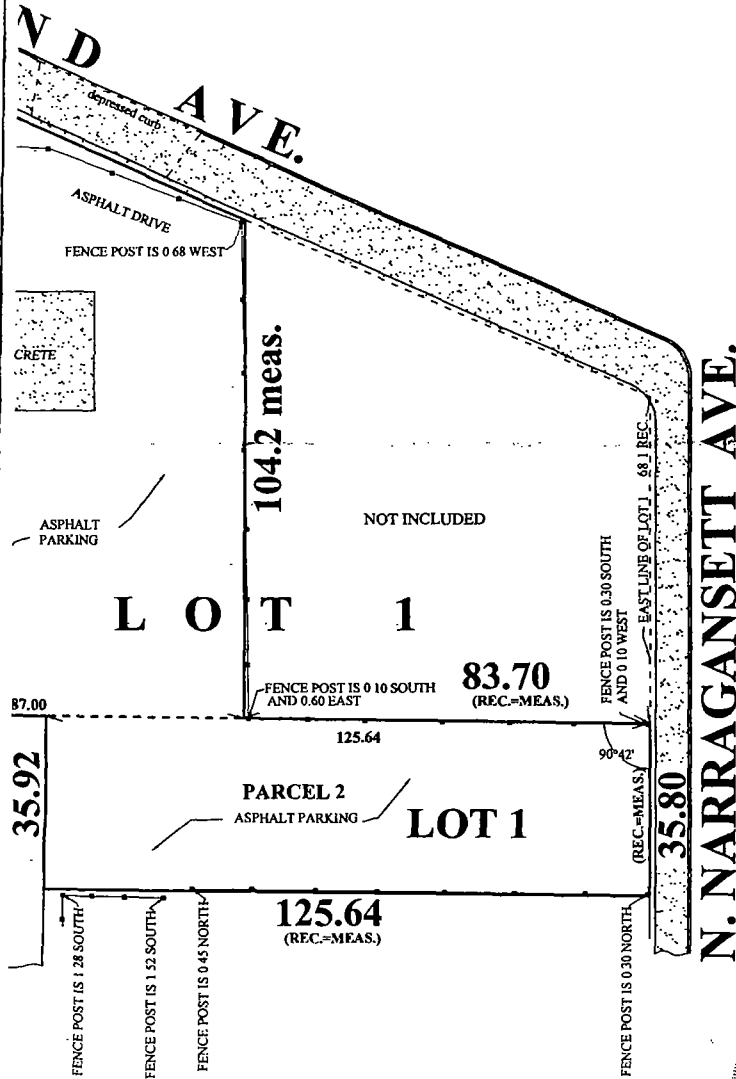 ND AVE.
depressed curb
ASPHALT DRIVE
FENCE POST IS 0 68 WEST
CRETE
104.2 meas.
68 1 REC.
EAST LINE OF LOT 1
NOT INCLUDED
ASPHALT
PARKING
FENCE POST IS 0.30 SOUTH
AND 0 10 WEST
N. NARRAGANSETT AVE.
LOT 1
FENCE POST IS 0 10 SOUTH
AND 0.60 EAST
83.70
(REC.=MEAS.)
87.00
125.64
90°42'
35.92
PARCEL 2
ASPHALT PARKING
LOT 1
(REC.=MEAS.)
35.80
125.64
(REC.=MEAS.)
FENCE POST IS 1 28 SOUTH
FENCE POST IS 1 52 SOUTH
FENCE POST IS 0 45 NORTH
FENCE POST IS 0 30 NORTH